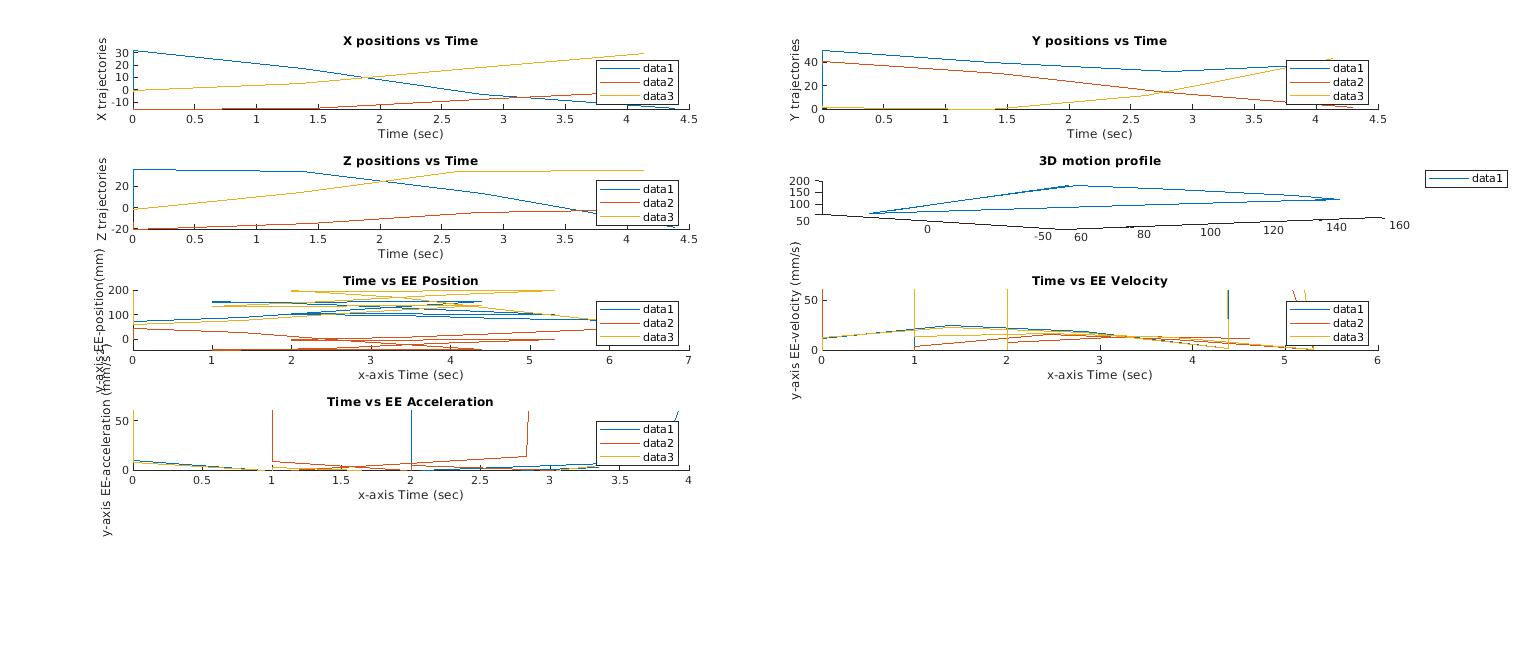 X positions vs Time
X trajectories
30
20
10
0
-10
data1
data2
data3
0 0.5 1 1.5 2 2.5 3 3.5 4 4.5
Time (sec)
Y positions vs Time
Y trajectories
40
20
0
data1
data2
data3
0 0.5 1 1.5 2 2.5 3 3.5 4 4.5
Time (sec)
Z positions vs Time
Z trajectories
20
0
-20
data1
data2
data3
0 0.5 1 1.5 2 2.5 3 3.5 4 4.5
Time (sec)
3D motion profile
200
150
100
50
0
-50
60
80
100
120
140
160
data1
Time vs EE Position
y-axis EE-position(mm)
200
100
0
data1
data2
data3
0 1 2 3 4 5 6 7
x-axis Time (sec)
Time vs EE Velocity
y-axis EE-velocity (mm/s)
50
0
data1
data2
data3
0 1 2 3 4 5 6
x-axis Time (sec)
Time vs EE Acceleration
y-axis EE-acceleration
50
0
data1
data2
data3
0 0.5 1 1.5 2 2.5 3 3.5 4
x-axis Time (sec)